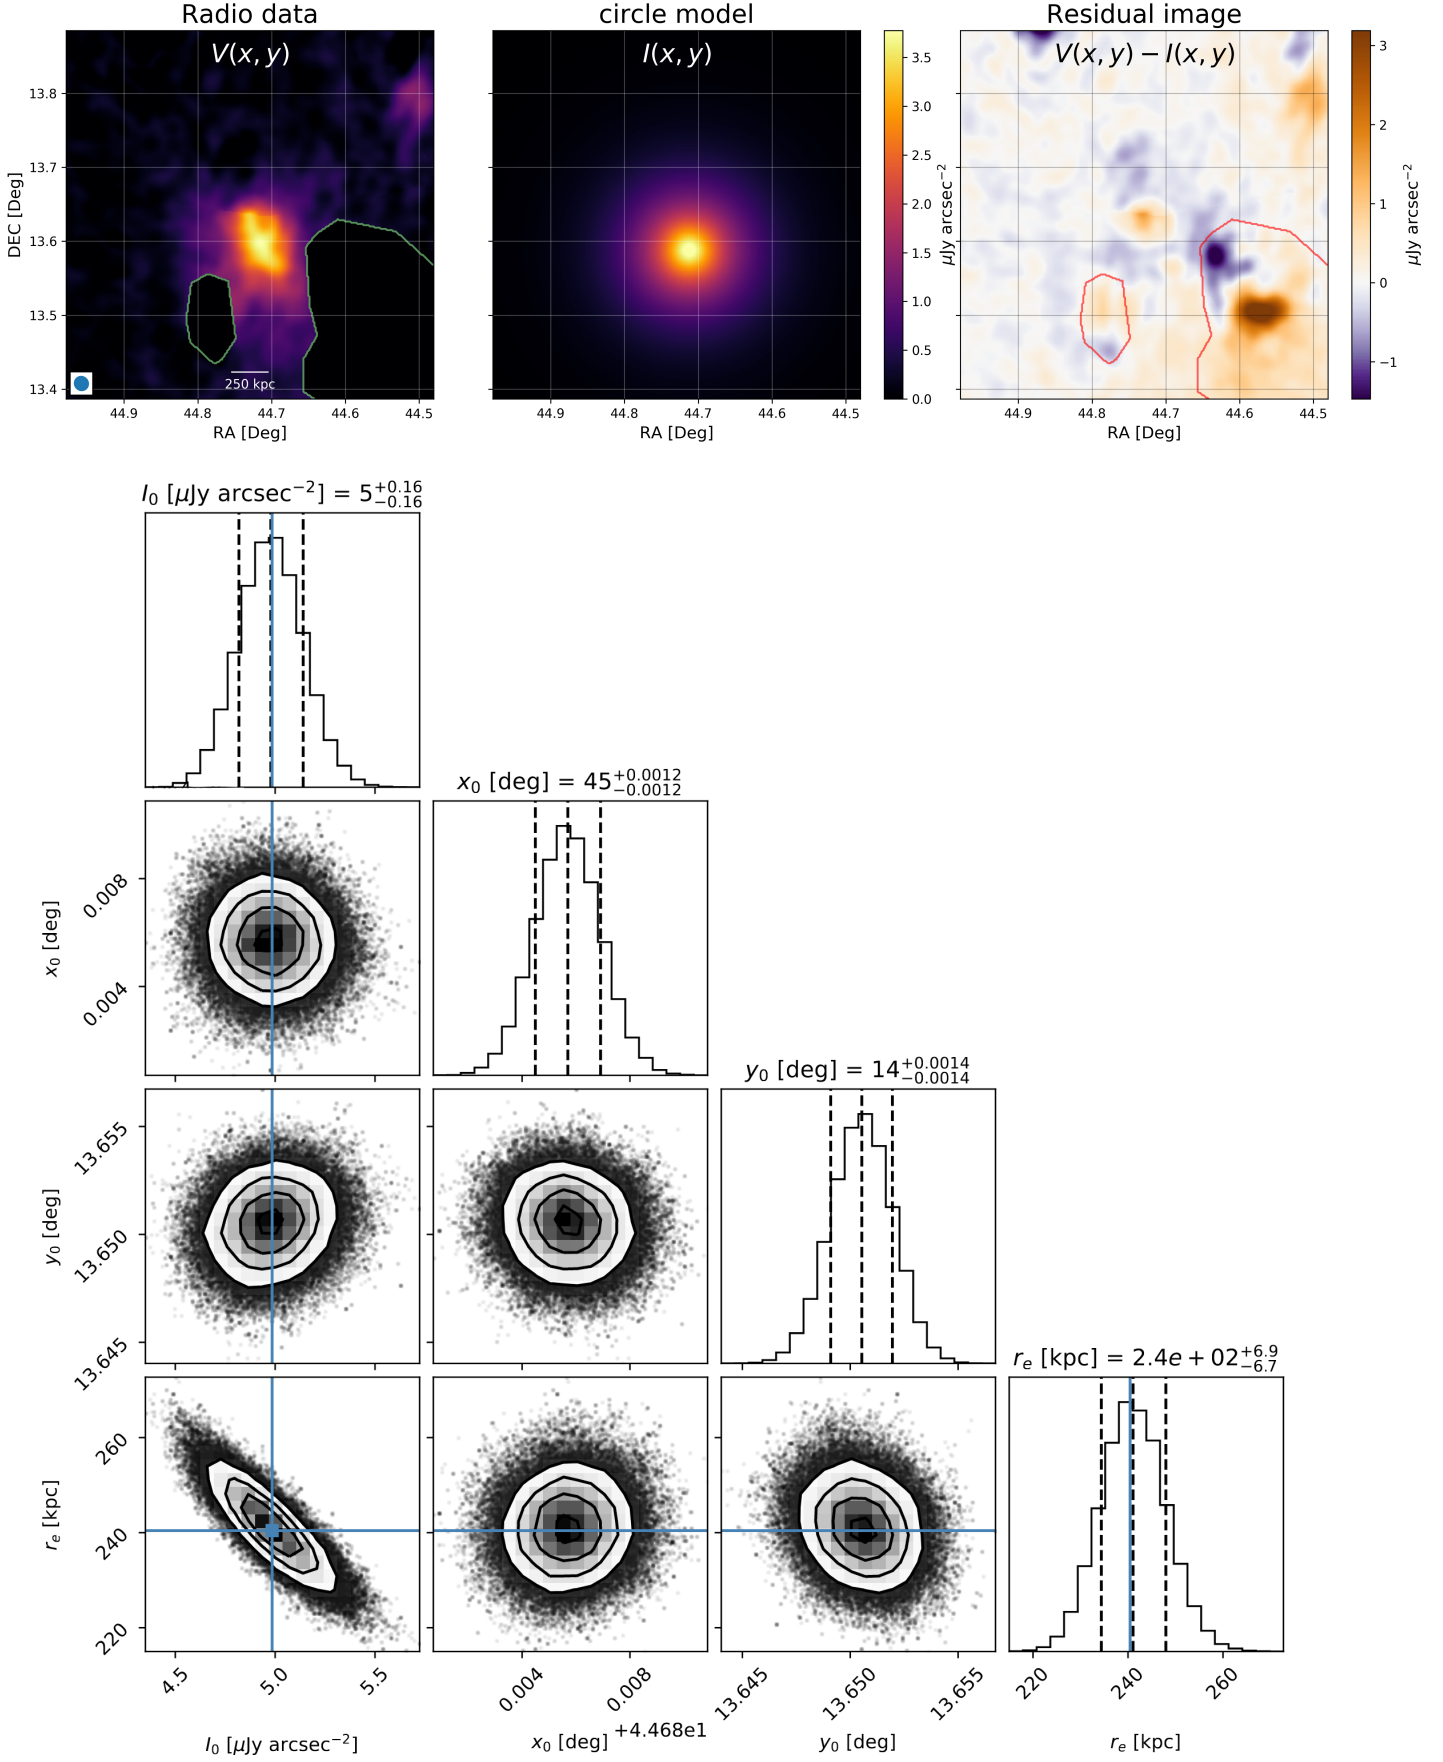 Radio data
circle model
Residual image
V(x, y)
I(x, y)
V(x, y) − I(x, y)
DEC [Deg]
13.8
13.7
13.6
13.5
13.4
250 kpc
44.9 44.8 44.7 44.6 44.5
RA [Deg]
44.9 44.8 44.7 44.6 44.5
RA [Deg]
3.5
3.0
2.5
2.0
1.5
1.0
0.5
0.0
μJy arcsec−2
44.9 44.8 44.7 44.6 44.5
RA [Deg]
3
2
1
0
−1
μJy arcsec−2
I0 [μJy arcsec−2] = 5+0.16−0.16
x0 [deg] = 45+0.0012−0.0012
x0 [deg]
0.008
0.004
y0 [deg] = 14+0.0014−0.0014
y0 [deg]
13.655
13.650
13.645
re [kpc] = 2.4e + 02+6.9−6.7
re [kpc]
260
240
220
4.5 5.0 5.5
I0 [μJy arcsec−2]
0.004 0.008
+4.468e1
x0 [deg]
13.645 13.650 13.655
y0 [deg]
220 240 260
re [kpc]